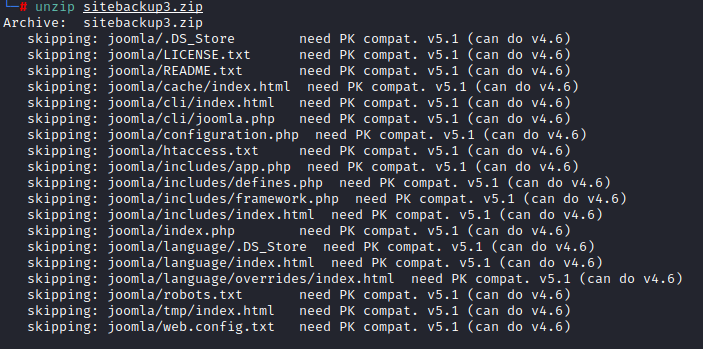 └─# unzip sitebackup3.zip
Archive:  sitebackup3.zip
   skipping: joomla/.DS_Store        need PK compat. v5.1 (can do v4.6)
   skipping: joomla/LICENSE.txt      need PK compat. v5.1 (can do v4.6)
   skipping: joomla/README.txt       need PK compat. v5.1 (can do v4.6)
   skipping: joomla/cache/index.html  need PK compat. v5.1 (can do v4.6)
   skipping: joomla/cli/index.html   need PK compat. v5.1 (can do v4.6)
   skipping: joomla/cli/joomla.php   need PK compat. v5.1 (can do v4.6)
   skipping: joomla/configuration.php  need PK compat. v5.1 (can do v4.6)
   skipping: joomla/htaccess.txt     need PK compat. v5.1 (can do v4.6)
   skipping: joomla/includes/app.php  need PK compat. v5.1 (can do v4.6)
   skipping: joomla/includes/defines.php  need PK compat. v5.1 (can do v4.6)
   skipping: joomla/includes/framework.php  need PK compat. v5.1 (can do v4.6)
   skipping: joomla/includes/index.html  need PK compat. v5.1 (can do v4.6)
   skipping: joomla/index.php        need PK compat. v5.1 (can do v4.6)
   skipping: joomla/language/.DS_Store  need PK compat. v5.1 (can do v4.6)
   skipping: joomla/language/index.html  need PK compat. v5.1 (can do v4.6)
   skipping: joomla/language/overrides/index.html  need PK compat. v5.1 (can do v4.6)
   skipping: joomla/robots.txt       need PK compat. v5.1 (can do v4.6)
   skipping: joomla/tmp/index.html   need PK compat. v5.1 (can do v4.6)
   skipping: joomla/web.config.txt   need PK compat. v5.1 (can do v4.6)